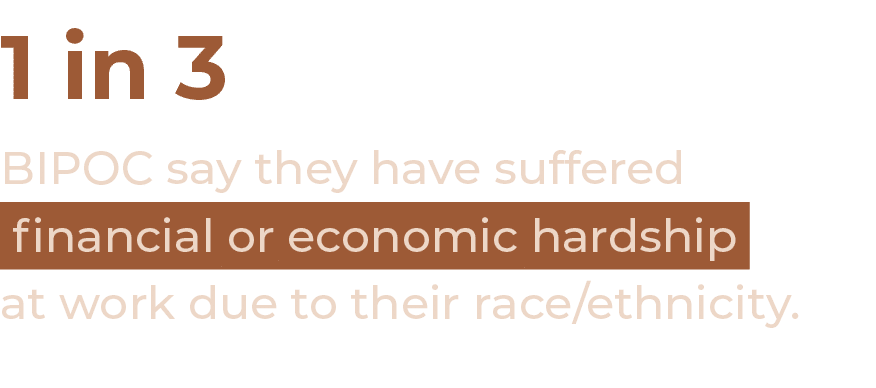 1 in 3
BIPOC say they have suffered
financial or economic hardship
at work due to their race/ethnicity.